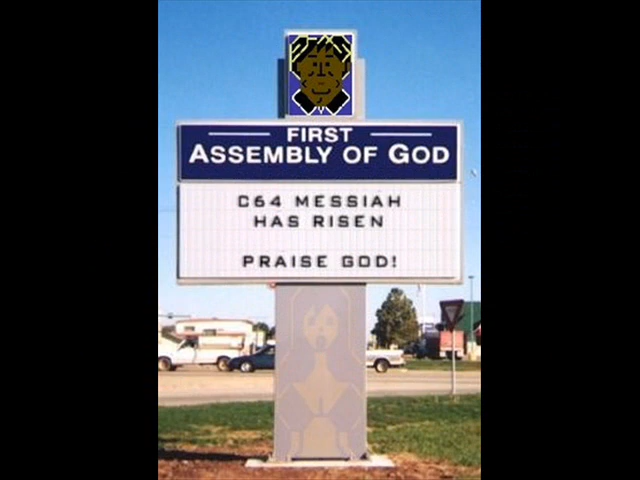 FIRST
ASSEMBLY OF GOD
C64 MESSIAH
HAS RISEN
PRAISE GOD!